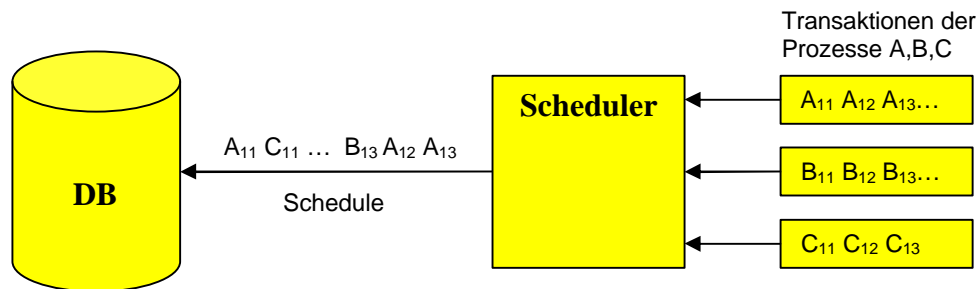 Transaktionen der
Prozesse A,B,C
Scheduler
A₁₁ A₁₂ A₁₃…
A₁₁ C₁₁ … B₁₃ A₁₂ A₁₃
DB
Schedule
B₁₁ B₁₂ B₁₃…
C₁₁ C₁₂ C₁₃